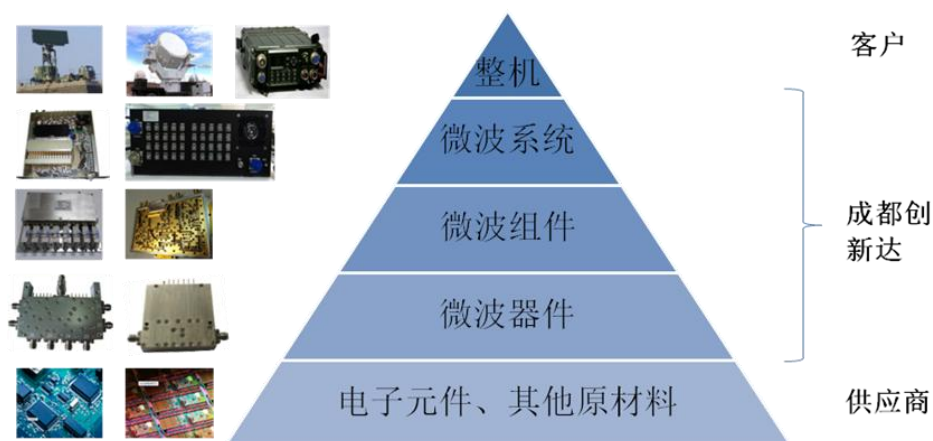 客户
整机
微波系统
微波组件
成都创
新达
微波器件
电子元件、其他原材料
供应商